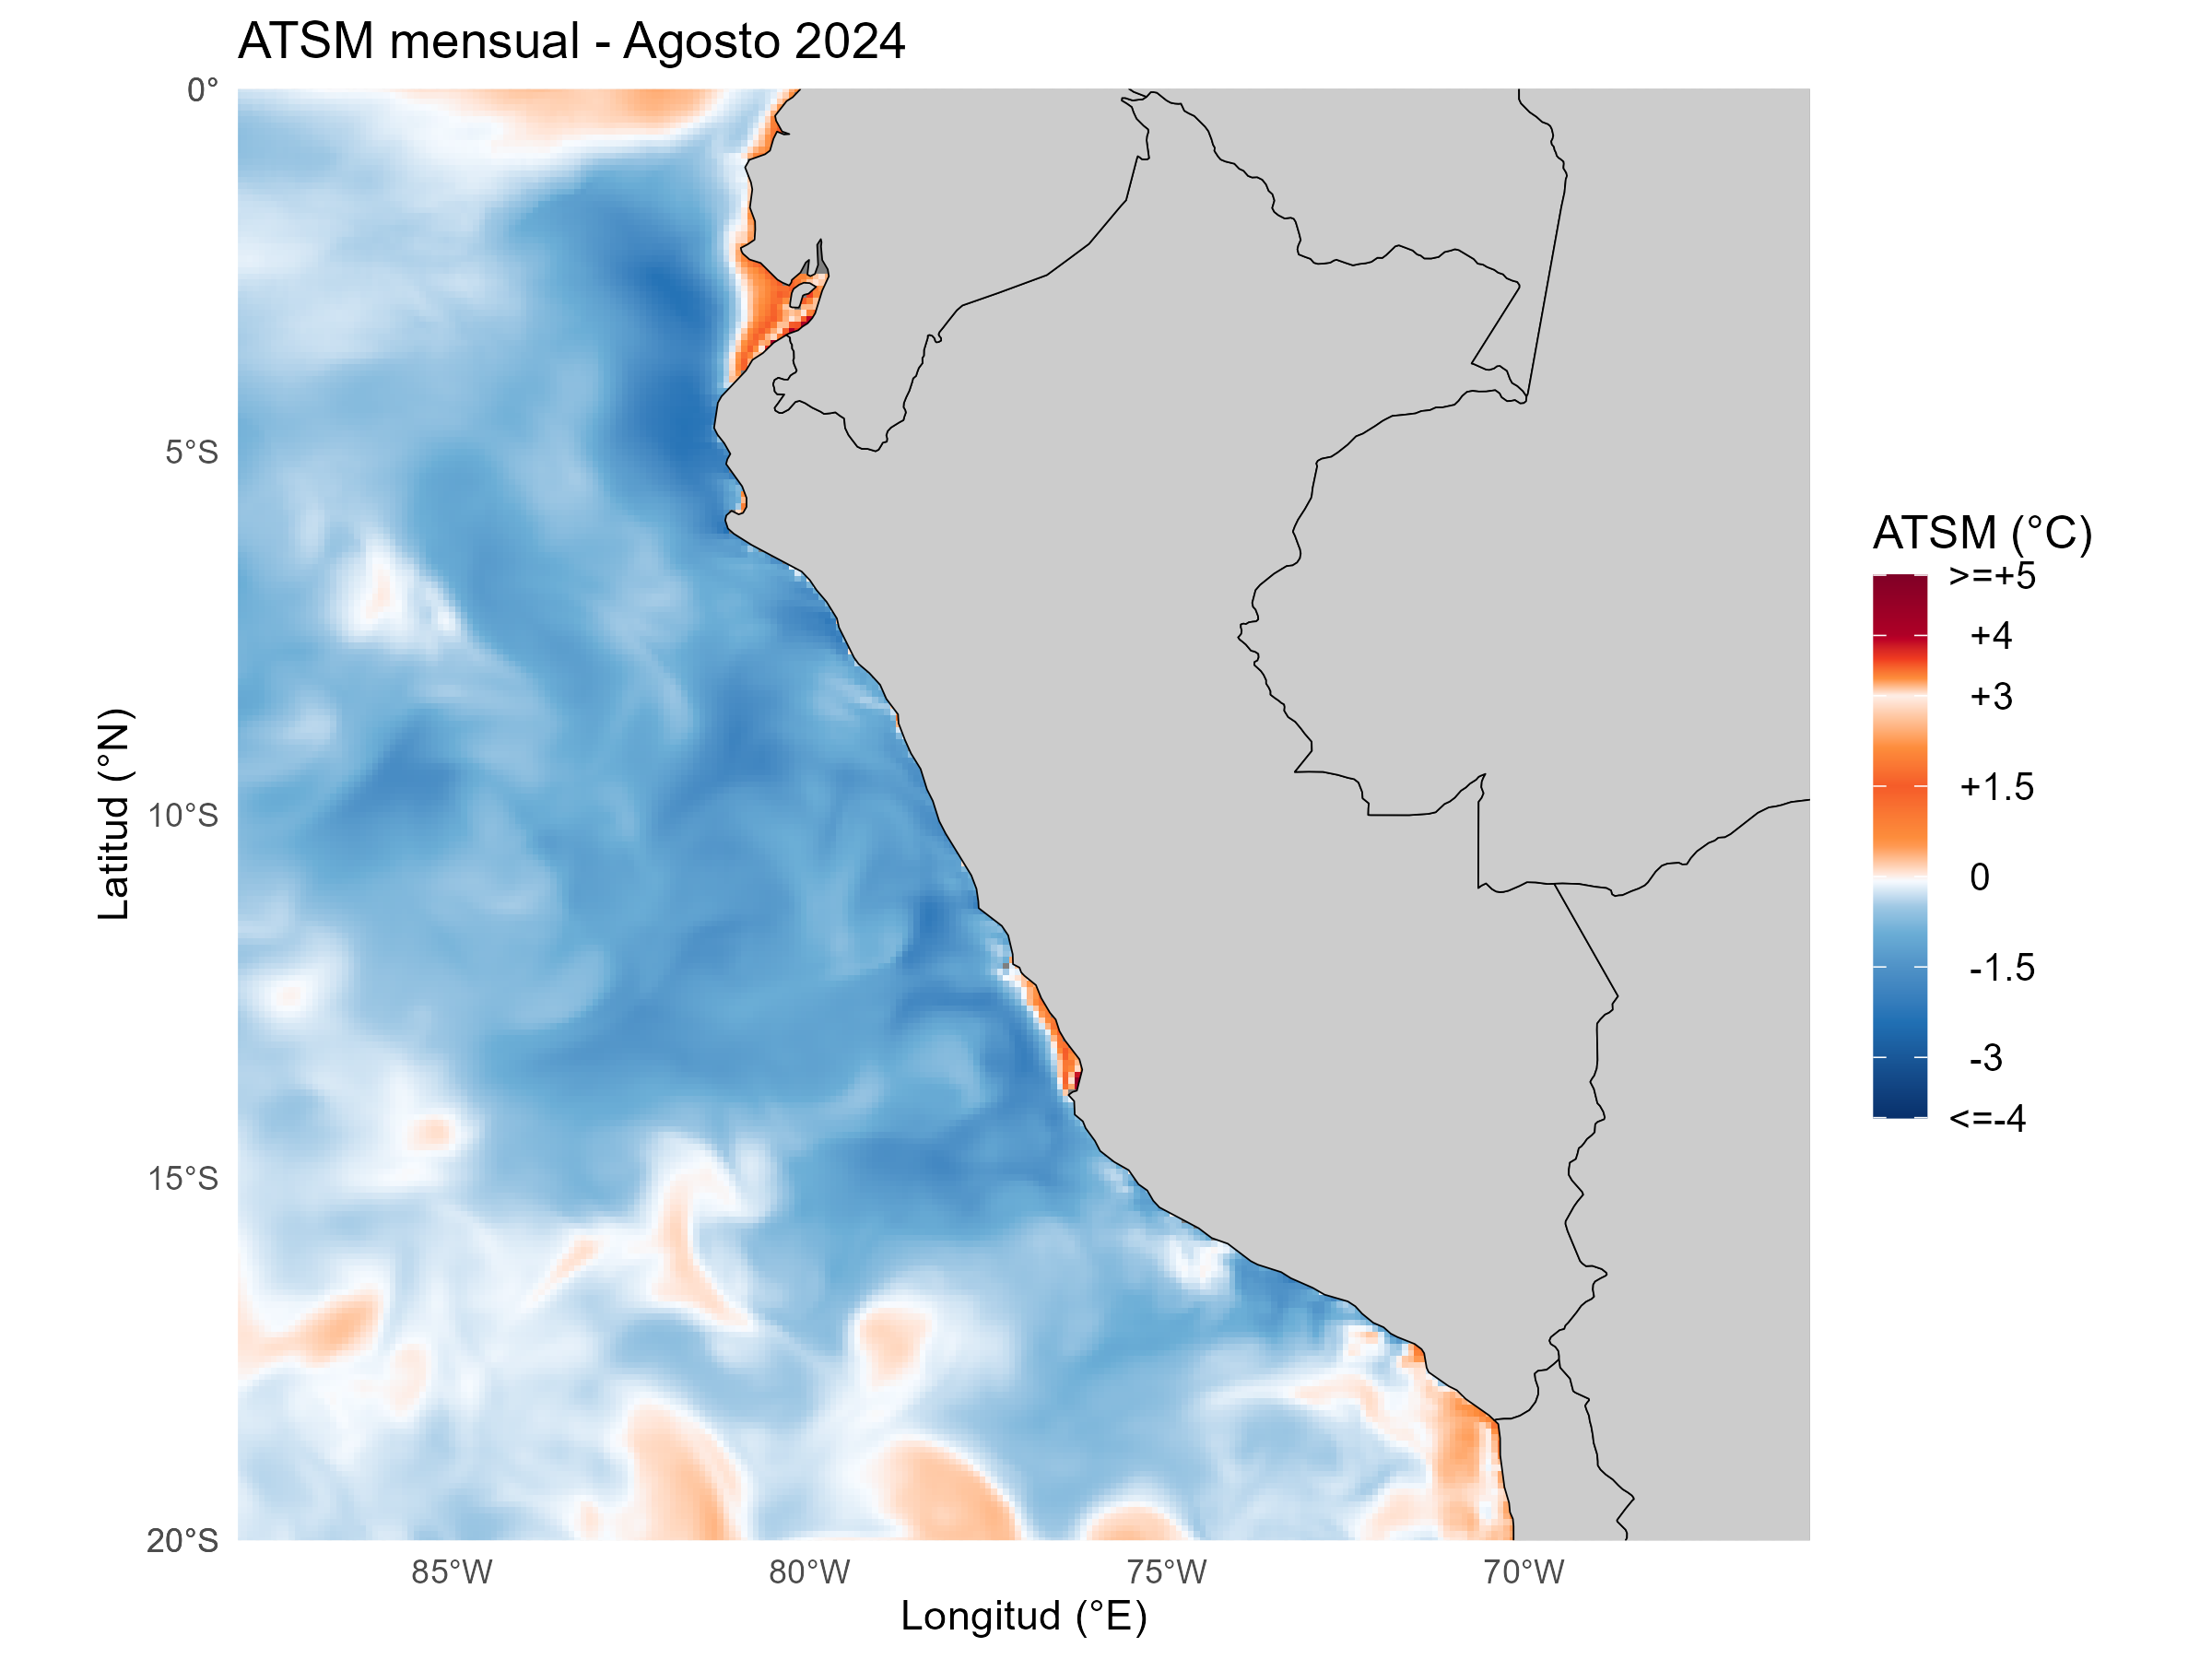 ATSM mensual - Agosto 2024
0°
5°S
10°S
15°S
20°S
Latitud (°N)
85°W
80°W
75°W
70°W
Longitud (°E)
ATSM (°C)
>=+5
+4
+3
+1.5
0
-1.5
-3
<=-4